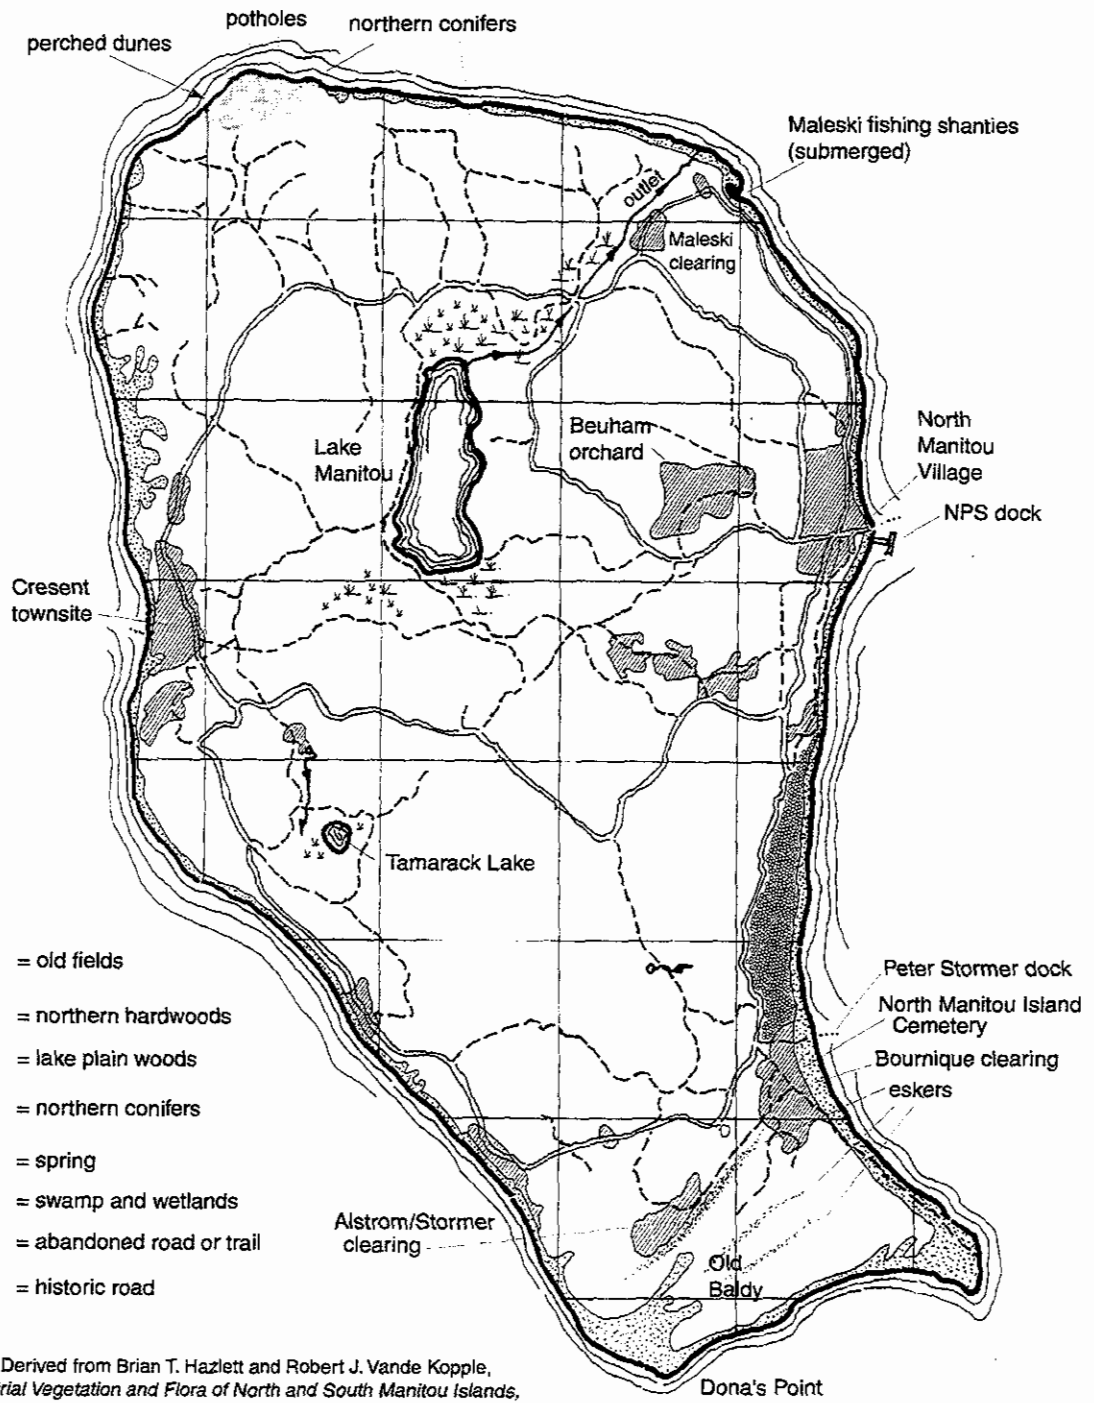 potholes
northern conifers
perched dunes
Maleski fishing shanties
(submerged)
outlet
Maleski
clearing
North
Manitou
Village
Beuham
orchard
Lake
Manitou
NPS dock
Cresent
townsite
Tamarack Lake
= old fields
= northern hardwoods
= lake plain woods
= northern conifers
= spring
= swamp and wetlands
= abandoned road or trail
= historic road
Peter Stormer dock
North Manitou Island
Cemetery
Bournique clearing
eskers
Alstrom/Stormer
clearing
Old
Baldy
Dona's Point
Derived from Brian T. Hazlett and Robert J. Vande Kopple,
rial Vegetation and Flora of North and South Manitou Islands,